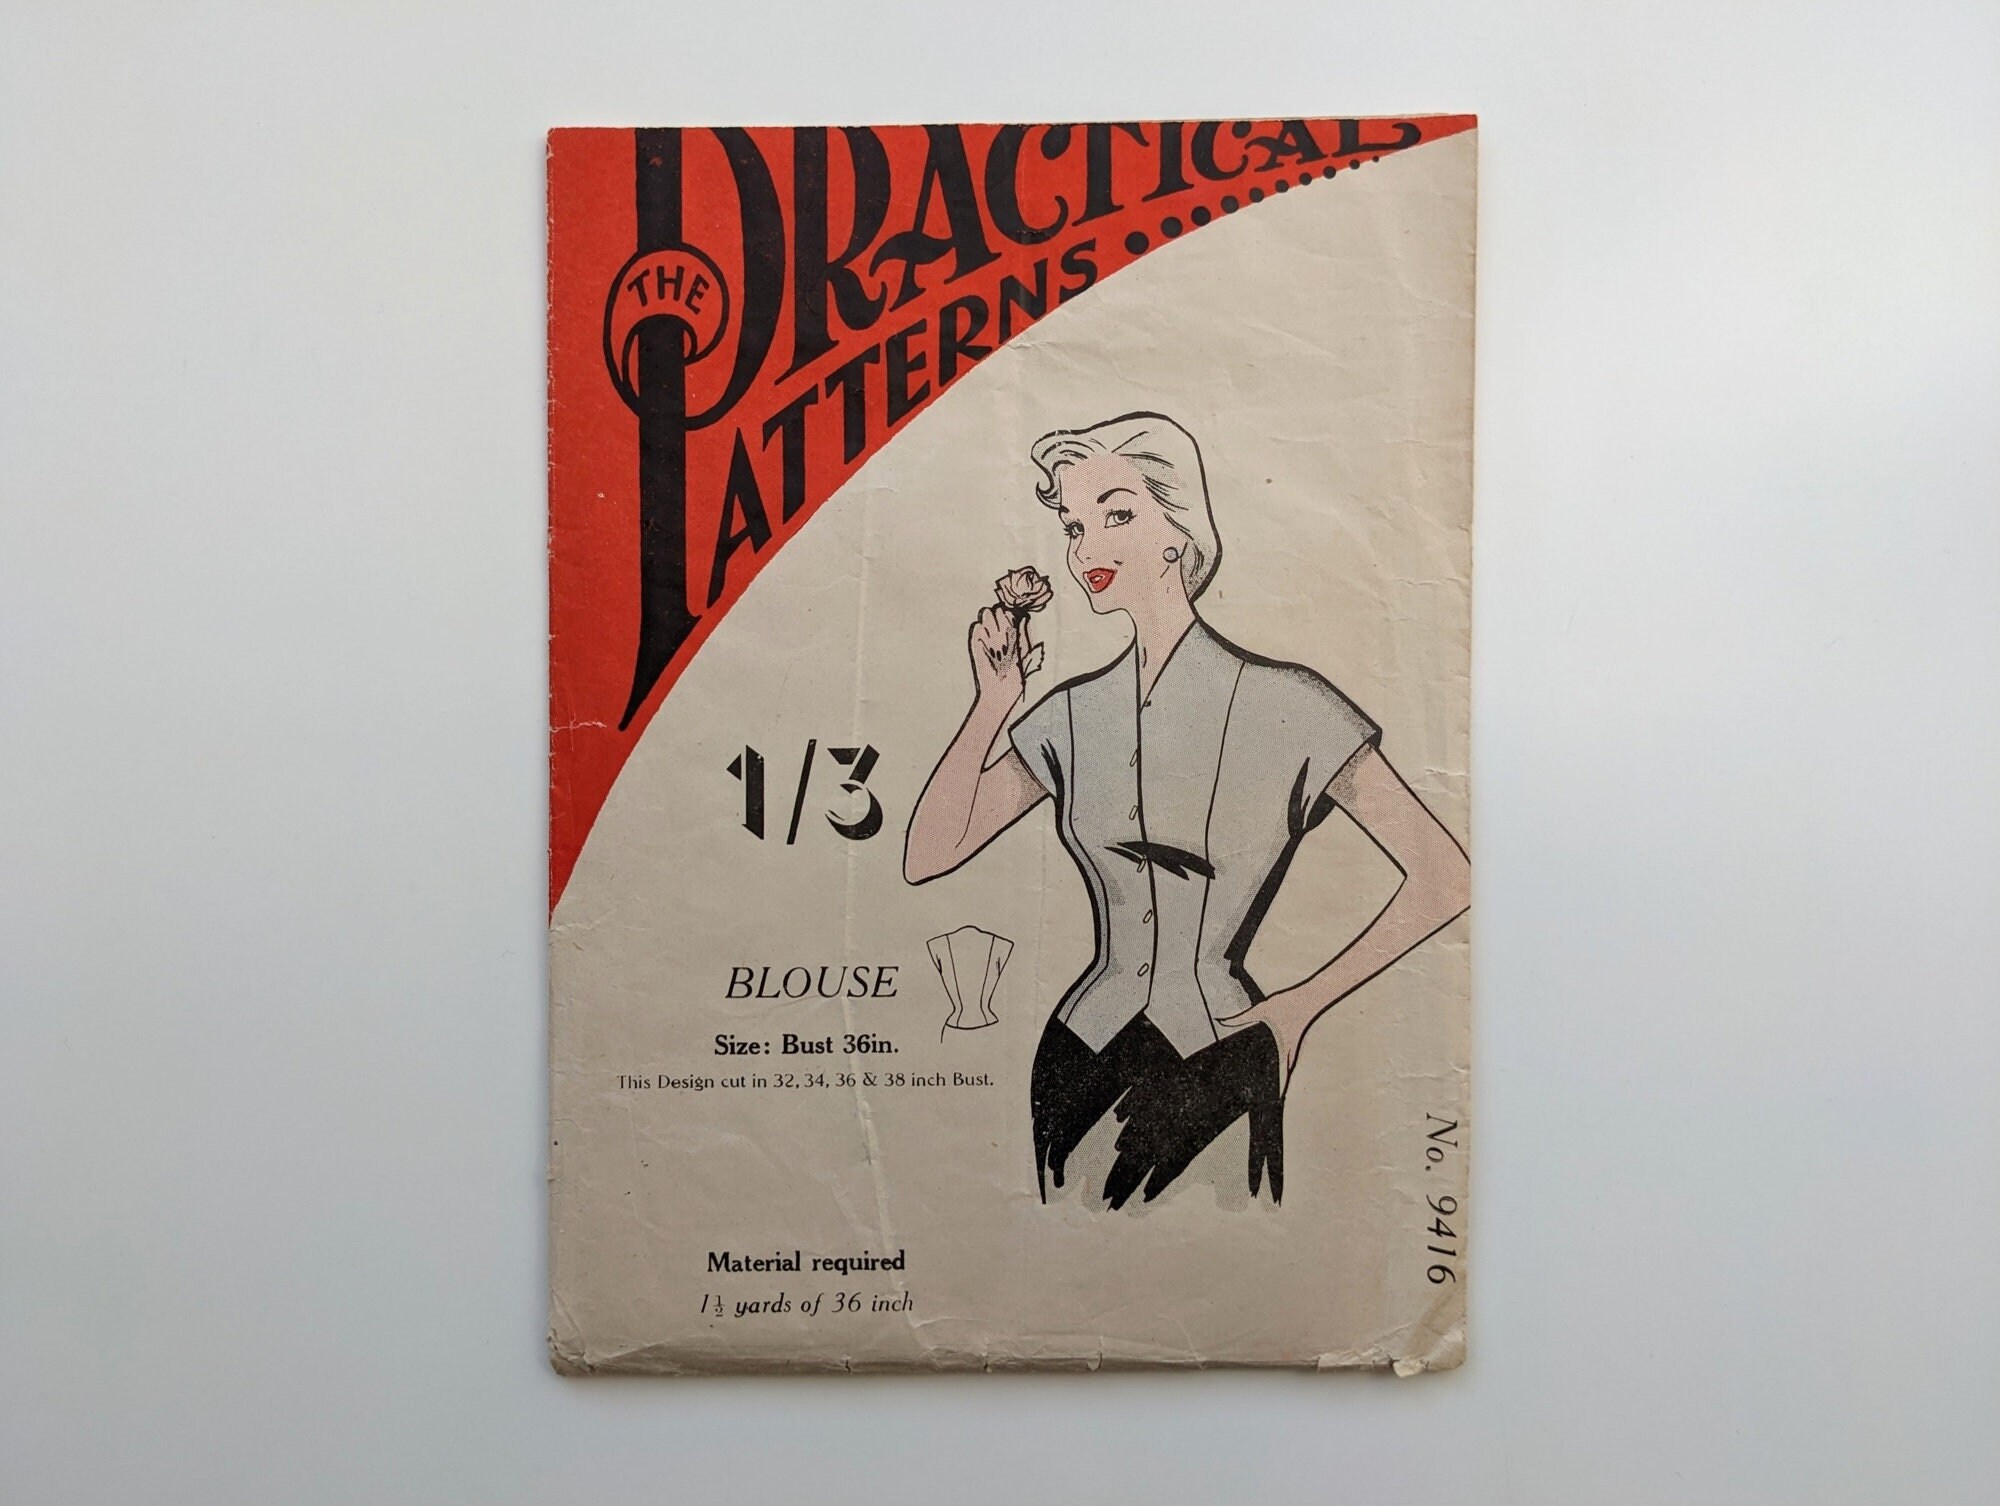 THE
PRACTICAL
PATTERNS
1/3
BLOUSE
Size: Bust 36in.
This Design cut in 32, 34, 36 & 38 inch Bust.
Material required
1½ yards of 36 inch
No. 9416